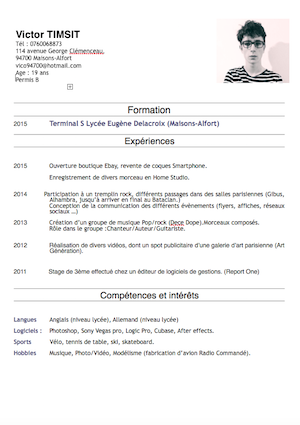 Victor TIMSIT
Tél : 0760068873
114 avenue George Clémenceau,
94700 Maisons-Alfort
vico94700@hotmail.com
Age : 19 ans
Permis B
Formation
2015 Terminal S Lycée Eugène Delacroix (Maisons-Alfort)
Expériences
2015 Ouverture boutique Ebay, revente de coques Smartphone.
Enregistrement de divers morceau en Home Studio.
2014 Participation à un tremplin rock, différents passages dans des salles parisiennes (Gibus,
Alhambra, jusqu'à arriver en final au Bataclan.)
Conception de la communication des différents évènements (flyers, affiches, réseaux
sociaux ...)
2013 Création d'un groupe de musique Pop/rock (Decg Dope).Morceaux composés.
Rôle dans le groupe :Chanteur/Auteur/Guitariste.
2012 Réalisation de divers vidéos, dont un spot publicitaire d'une galerie d'art parisienne (Art
Génération).
2011 Stage de 3ème effectué chez un éditeur de logiciels de gestions. (Report One)
Compétences et intérêts
Langues Anglais (niveau lycée), Allemand (niveau lycée)
Logiciels : Photoshop, Sony Vegas pro, Logic Pro, Cubase, After effects.
Sports Vélo, tennis de table, ski, skateboard.
Hobbies Musique, Photo/Vidéo, Modélisme (fabrication d'avion Radio Commandé).